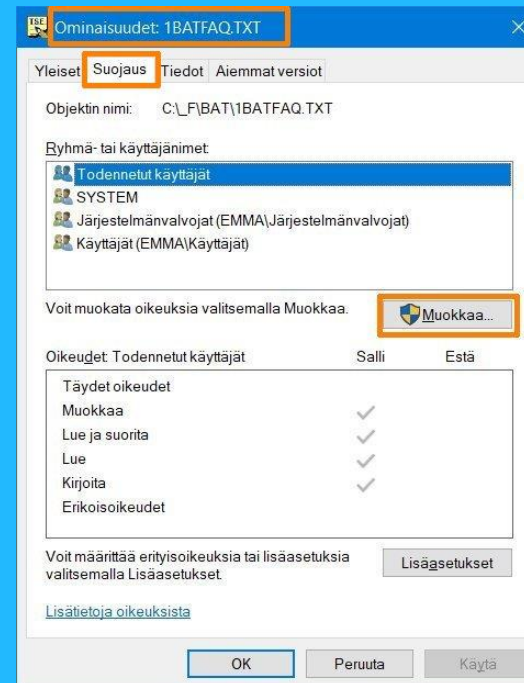 TSE
Ominaisuudet: 1BATFAQ.TXT
Yleiset Suojaus Tiedot Aiemmat versiot
Objektin nimi: C:\_F\BAT\1BATFAQ.TXT
Ryhmä- tai käyttäjänimet:
Todennetut käyttäjät
SYSTEM
Järjestelmänvalvojat (EMMA\Järjestelmänvalvojat)
Käyttäjät (EMMA\Käyttäjät)
Voit muokata oikeuksia valitsemalla Muokkaa. Muokkaa...
Oikeudet: Todennetut käyttäjät Salli Estä
Täydet oikeudet
Muokkaa
Lue ja suorita
Lue
Kirjoita
Erikoisoikeudet
Voit määrittää erityisoikeuksia tai lisäasetuksia
valitsemalla Lisäasetukset. Lisäasetukset
Lisätietoja oikeuksista
OK Peruuta Käytä